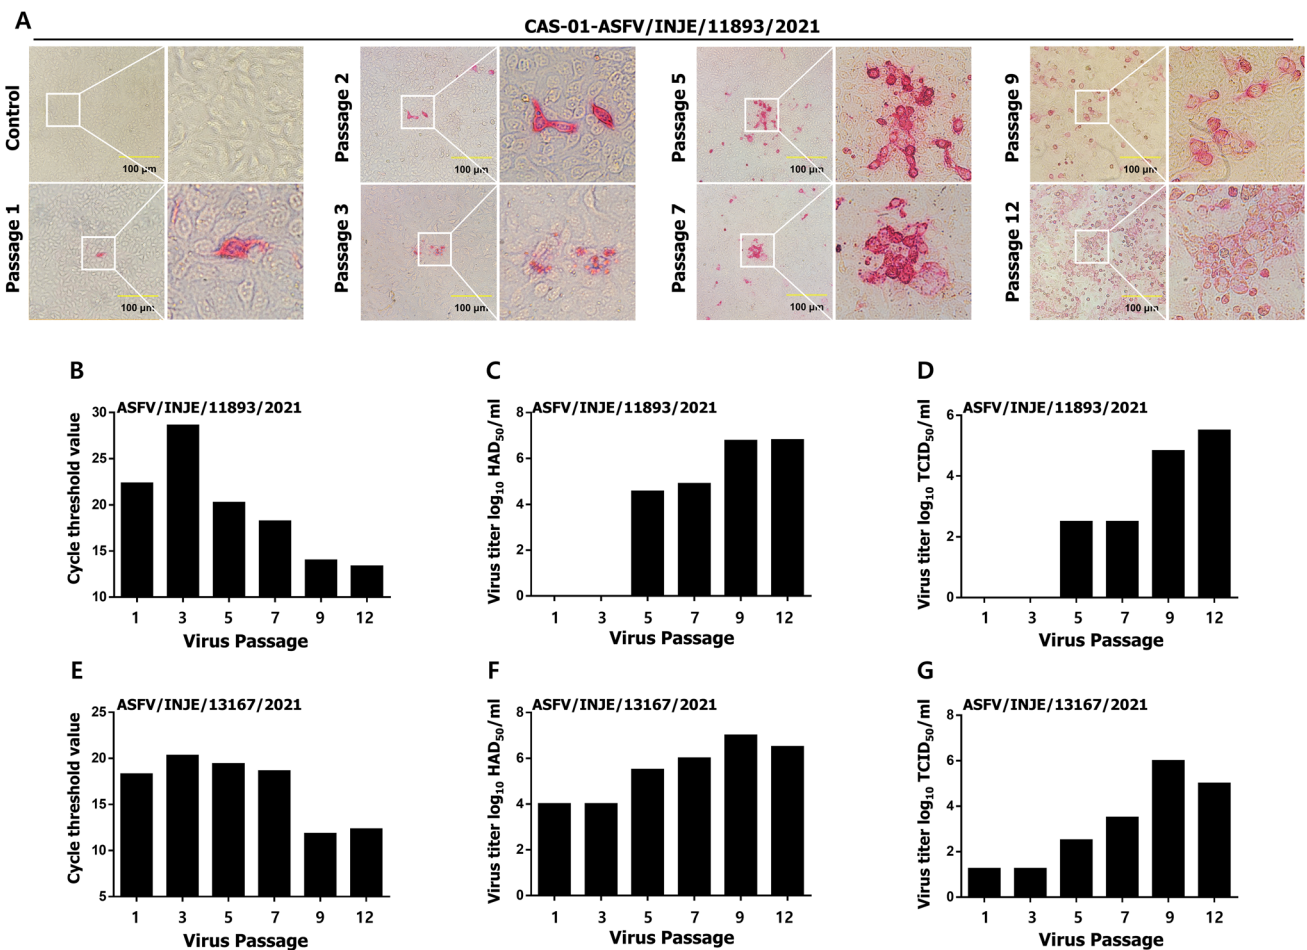 A
CAS-01-ASFV/INJE/11893/2021
Control
100 μm
Passage 2
100 μm
Passage 5
100 μm
Passage 9
100 μm
Passage 1
100 μm
Passage 3
100 μm
Passage 7
100 μm
Passage 12
100 μm
B
ASFV/INJE/11893/2021
Cycle threshold value
30
25
20
15
10
1 3 5 7 9 12
Virus Passage
C
ASFV/INJE/11893/2021
Virus titer log₁₀ HAD₅₀/ml
8
6
4
2
0
1 3 5 7 9 12
Virus Passage
D
ASFV/INJE/11893/2021
Virus titer log₁₀ TCID₅₀/ml
6
4
2
0
1 3 5 7 9 12
Virus Passage
E
ASFV/INJE/13167/2021
Cycle threshold value
25
20
15
10
5
1 3 5 7 9 12
Virus Passage
F
ASFV/INJE/13167/2021
Virus titer log₁₀ HAD₅₀/ml
8
6
4
2
0
1 3 5 7 9 12
Virus Passage
G
ASFV/INJE/13167/2021
Virus titer log₁₀ TCID₅₀/ml
8
6
4
2
0
1 3 5 7 9 12
Virus Passage